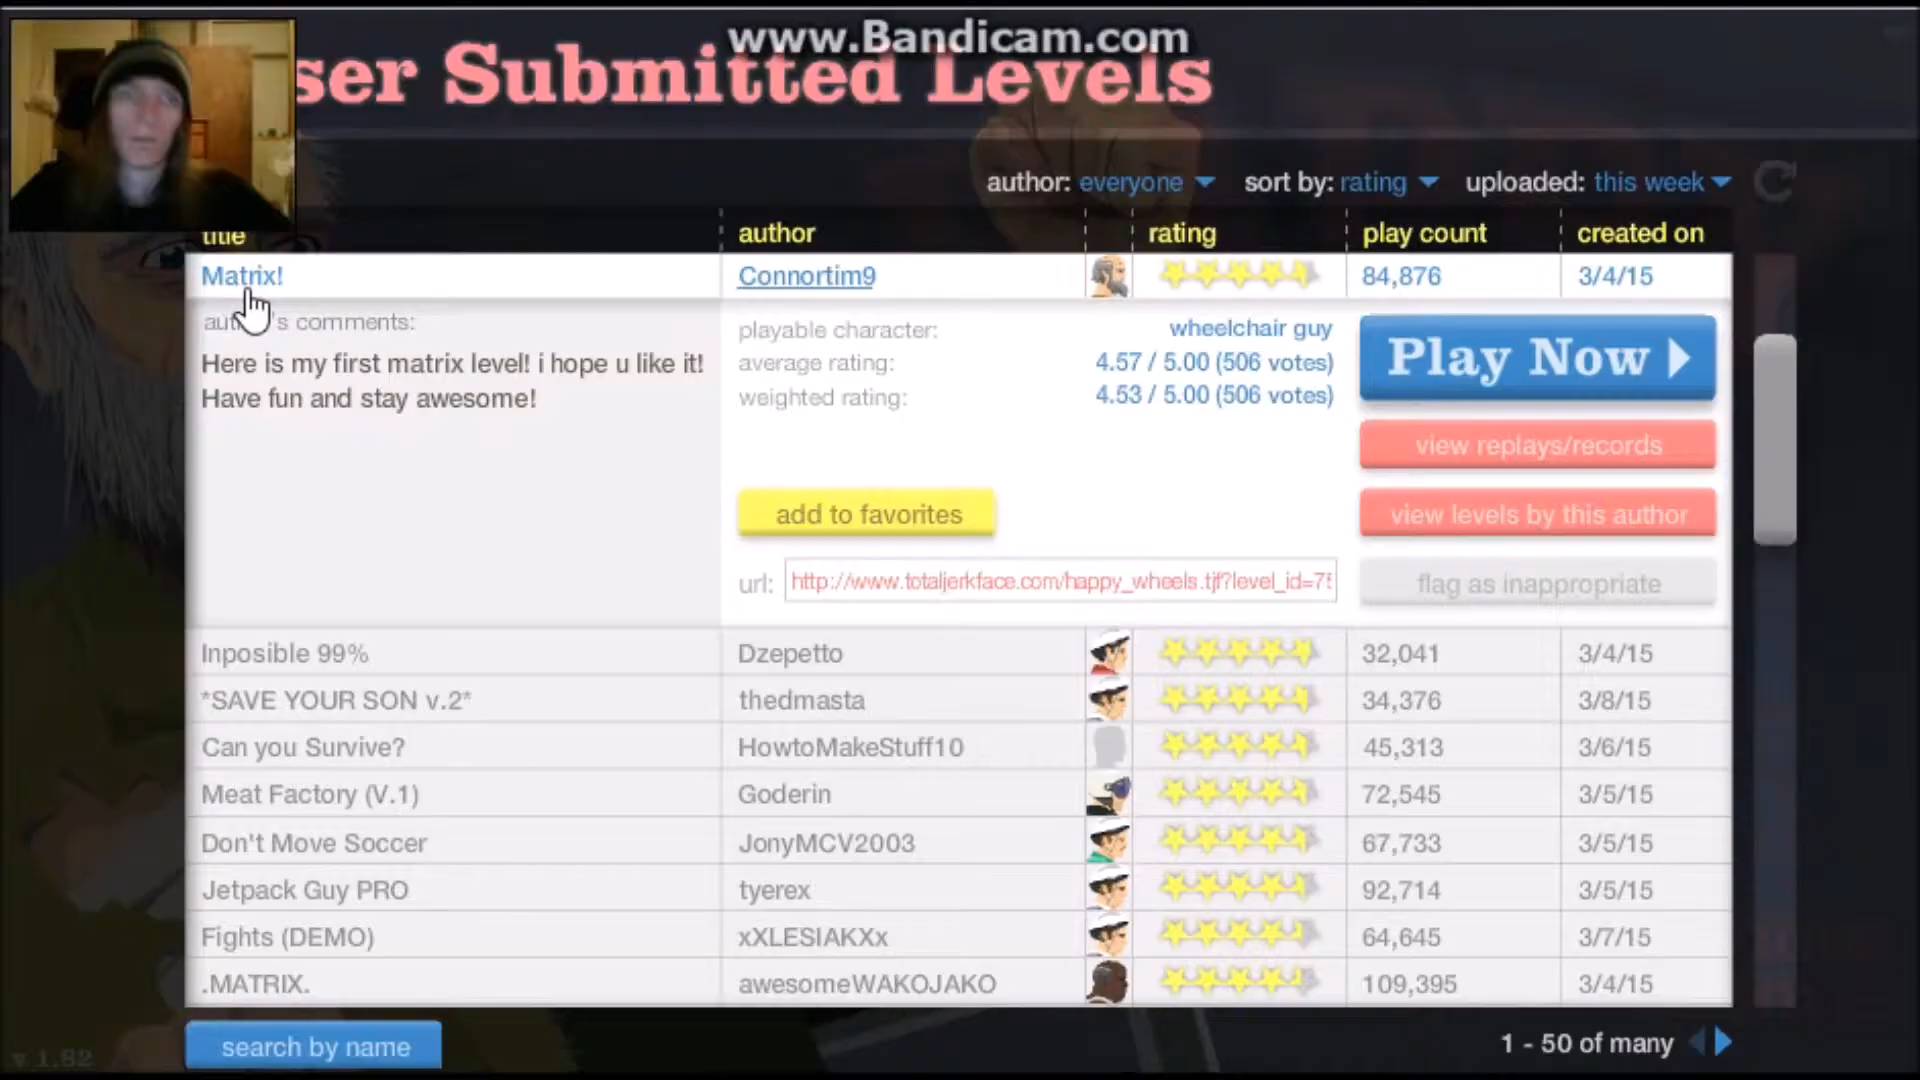 www.Bandicam.com
ser Submitted Levels
author: everyone sort by: rating uploaded: this week
title author rating play count created on
Matrix! Connortim9 84,876 3/4/15
's comments:
Here is my first matrix level! i hope u like it!
Have fun and stay awesome!
playable character: wheelchair guy
average rating: 4.57 / 5.00 (506 votes)
weighted rating: 4.53 / 5.00 (506 votes)
Play Now
view replays/records
add to favorites
view levels by this author
url: http://www.totaljerkface.com/happy_wheels.tjf?level_id=75
flag as inappropriate
Inposible 99% Dzepetto 32,041 3/4/15
*SAVE YOUR SON v.2* thedmasta 34,376 3/8/15
Can you Survive? HowtoMakeStuff10 45,313 3/6/15
Meat Factory (V.1) Goderin 72,545 3/5/15
Don't Move Soccer JonyMCV2003 67,733 3/5/15
Jetpack Guy PRO tyerex 92,714 3/5/15
Fights (DEMO) xXLESIAKXx 64,645 3/7/15
.MATRIX. awesomeWAKOJAKO 109,395 3/4/15
search by name
1 - 50 of many
v 1.82